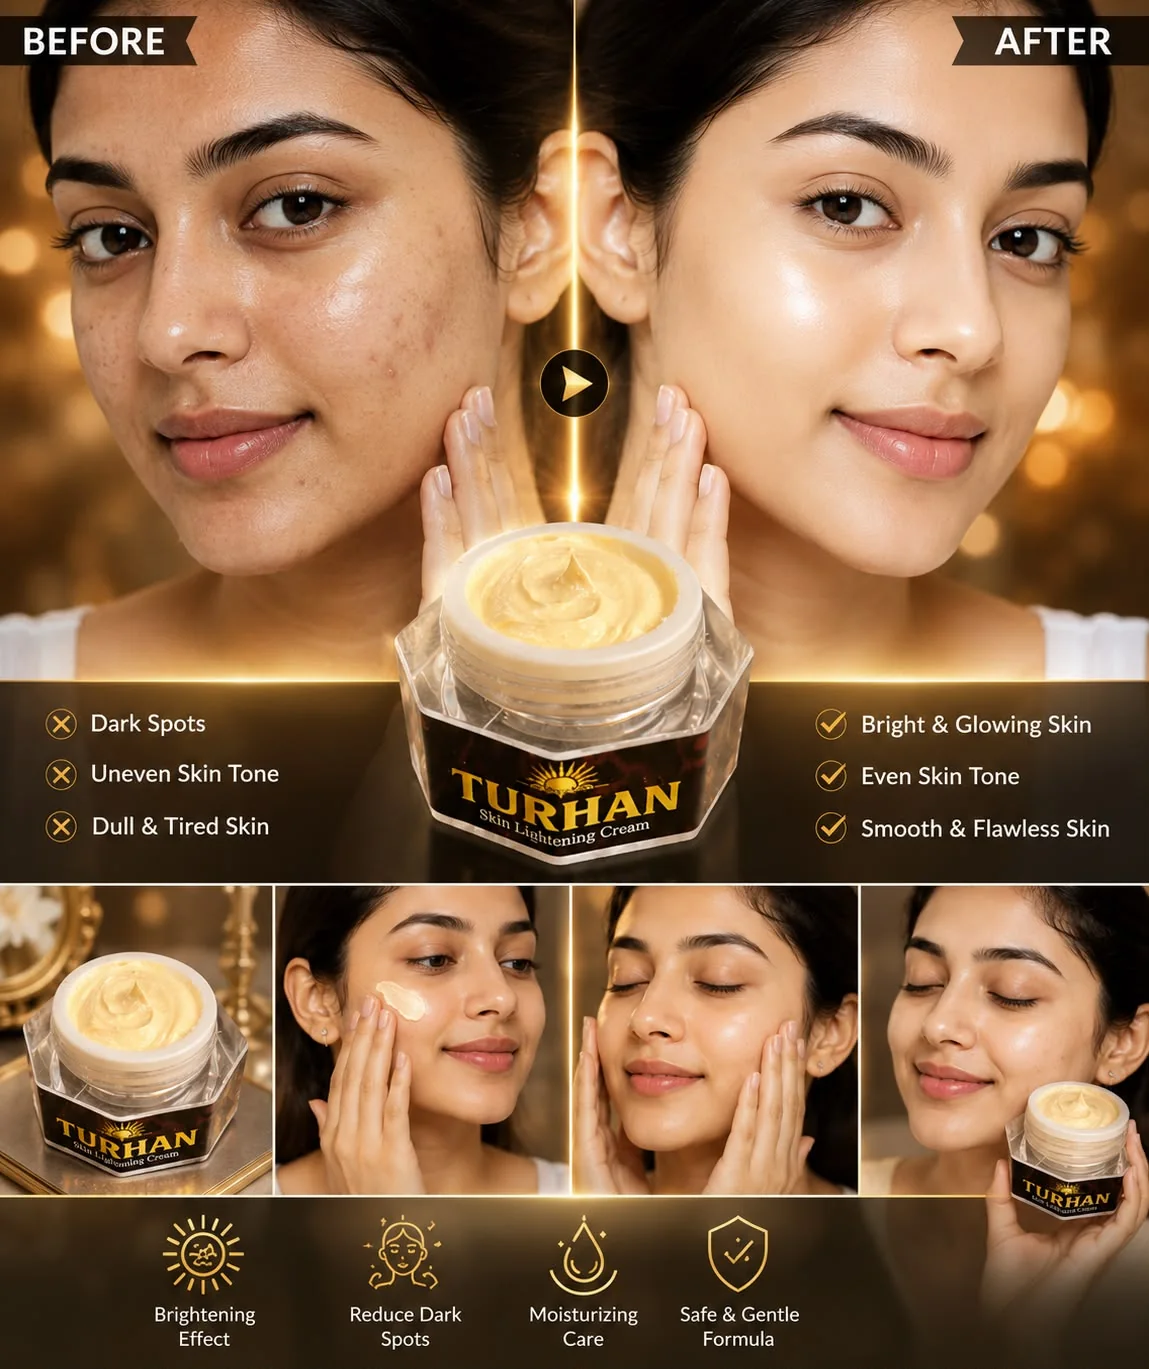 BEFORE
AFTER
Dark Spots
Uneven Skin Tone
Dull & Tired Skin
TURHAN
Skin Lightening Cream
Bright & Glowing Skin
Even Skin Tone
Smooth & Flawless Skin
TURHAN
Skin Lightening Cream
TURHAN
Brightening
Effect
Reduce Dark
Spots
Moisturizing
Care
Safe & Gentle
Formula